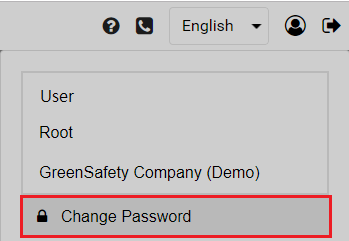 English
User
Root
GreenSafety Company (Demo)
Change Password